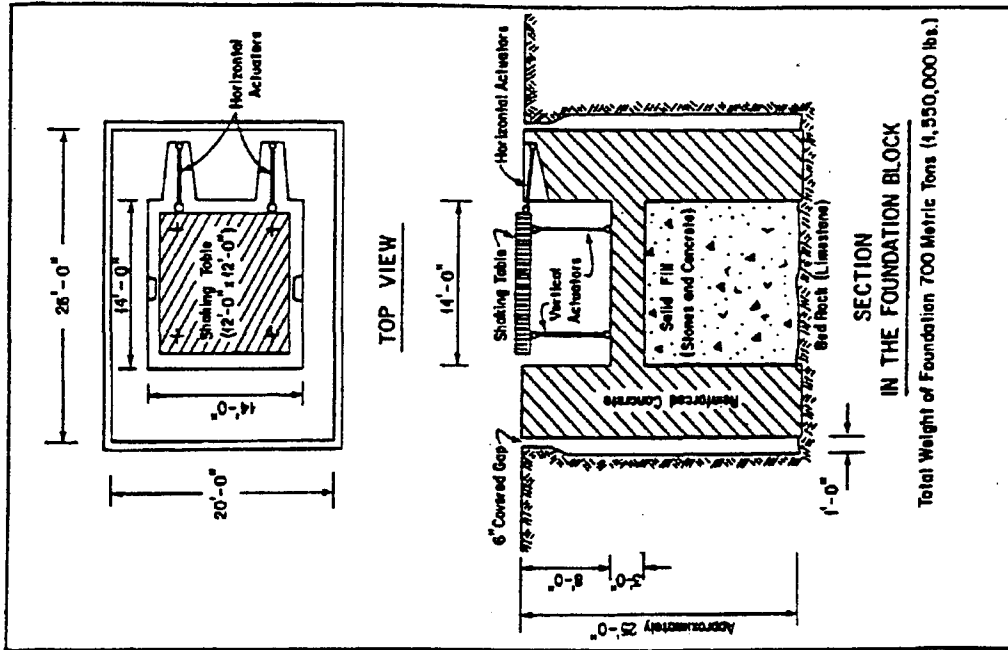 Horizontal
Actuators
26'-0"
14'-0"
Shaking Table
(12'-0" x 12'-0")
14'-0"
20'-0"
TOP VIEW
Horizontal Actuators
Shaking Table
14'-0"
Vertical
Actuators
6" Covered Gap
Solid Fill
(Stones and Concrete)
Reinforced Concrete
Bed Rock (Limestone)
8'-0"
3'-0"
Approximately 25'-0"
1'-0"
SECTION
IN THE FOUNDATION BLOCK
Total Weight of Foundation 700 Metric Tons (1,550,000 lbs.)